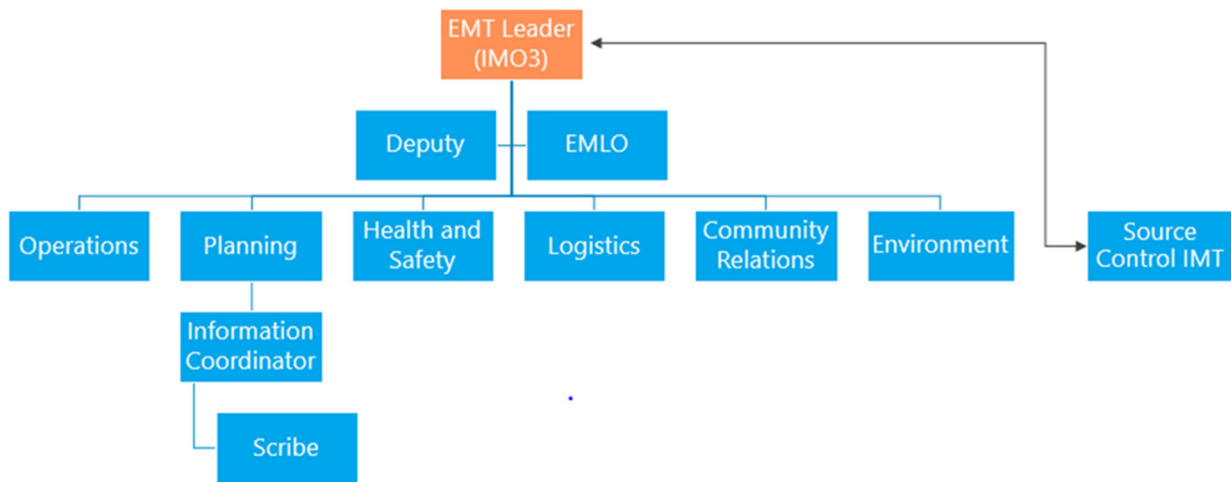 EMT Leader
(IMO3)
Deputy
EMLO
Operations
Planning
Health and
Safety
Logistics
Community
Relations
Environment
Source
Control IMT
Information
Coordinator
Scribe